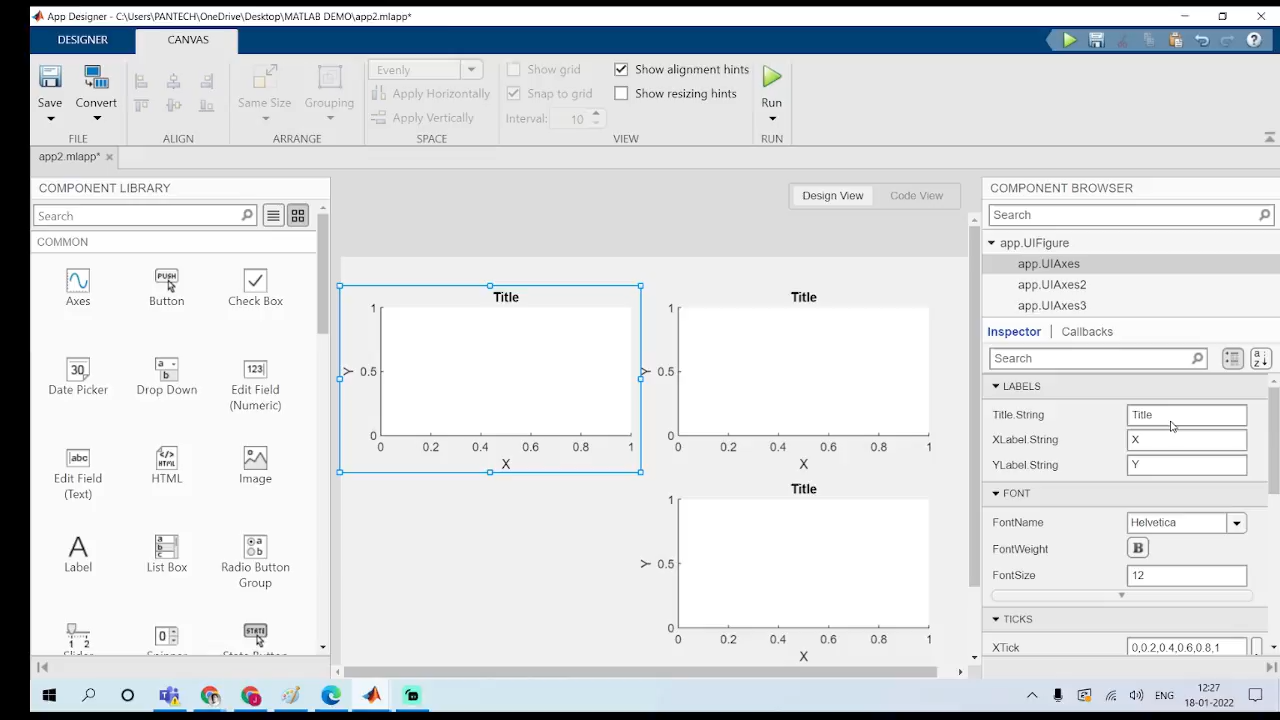 App Designer - C:\Users\PANTECH\OneDrive\Desktop\MATLAB DEMO\app2.mlapp*
DESIGNER
CANVAS
Save
Convert
FILE
ALIGN
Same Size
Grouping
ARRANGE
Evenly
Apply Horizontally
Apply Vertically
SPACE
Show grid
Snap to grid
Interval: 10
Show alignment hints
Show resizing hints
VIEW
Run
RUN
app2.mlapp*
COMPONENT LIBRARY
Search
COMMON
Axes
Button
Check Box
Date Picker
Drop Down
Edit Field
(Numeric)
Edit Field
(Text)
HTML
Image
Label
List Box
Radio Button
Group
Slider
Spinner
State Button
Design View
Code View
Title
1
0.5
0
Y
0 0.2 0.4 0.6 0.8 1
X
Title
1
0.5
0
Y
0 0.2 0.4 0.6 0.8 1
X
Title
1
0.5
0
Y
0 0.2 0.4 0.6 0.8 1
X
COMPONENT BROWSER
Search
app.UIFigure
app.UIAxes
app.UIAxes2
app.UIAxes3
Inspector | Callbacks
Search
LABELS
Title.String Title
XLabel.String X
YLabel.String Y
FONT
FontName Helvetica
FontWeight B
FontSize 12
TICKS
XTick 0,0.2,0.4,0.6,0.8,1
ENG
12:27
18-01-2022